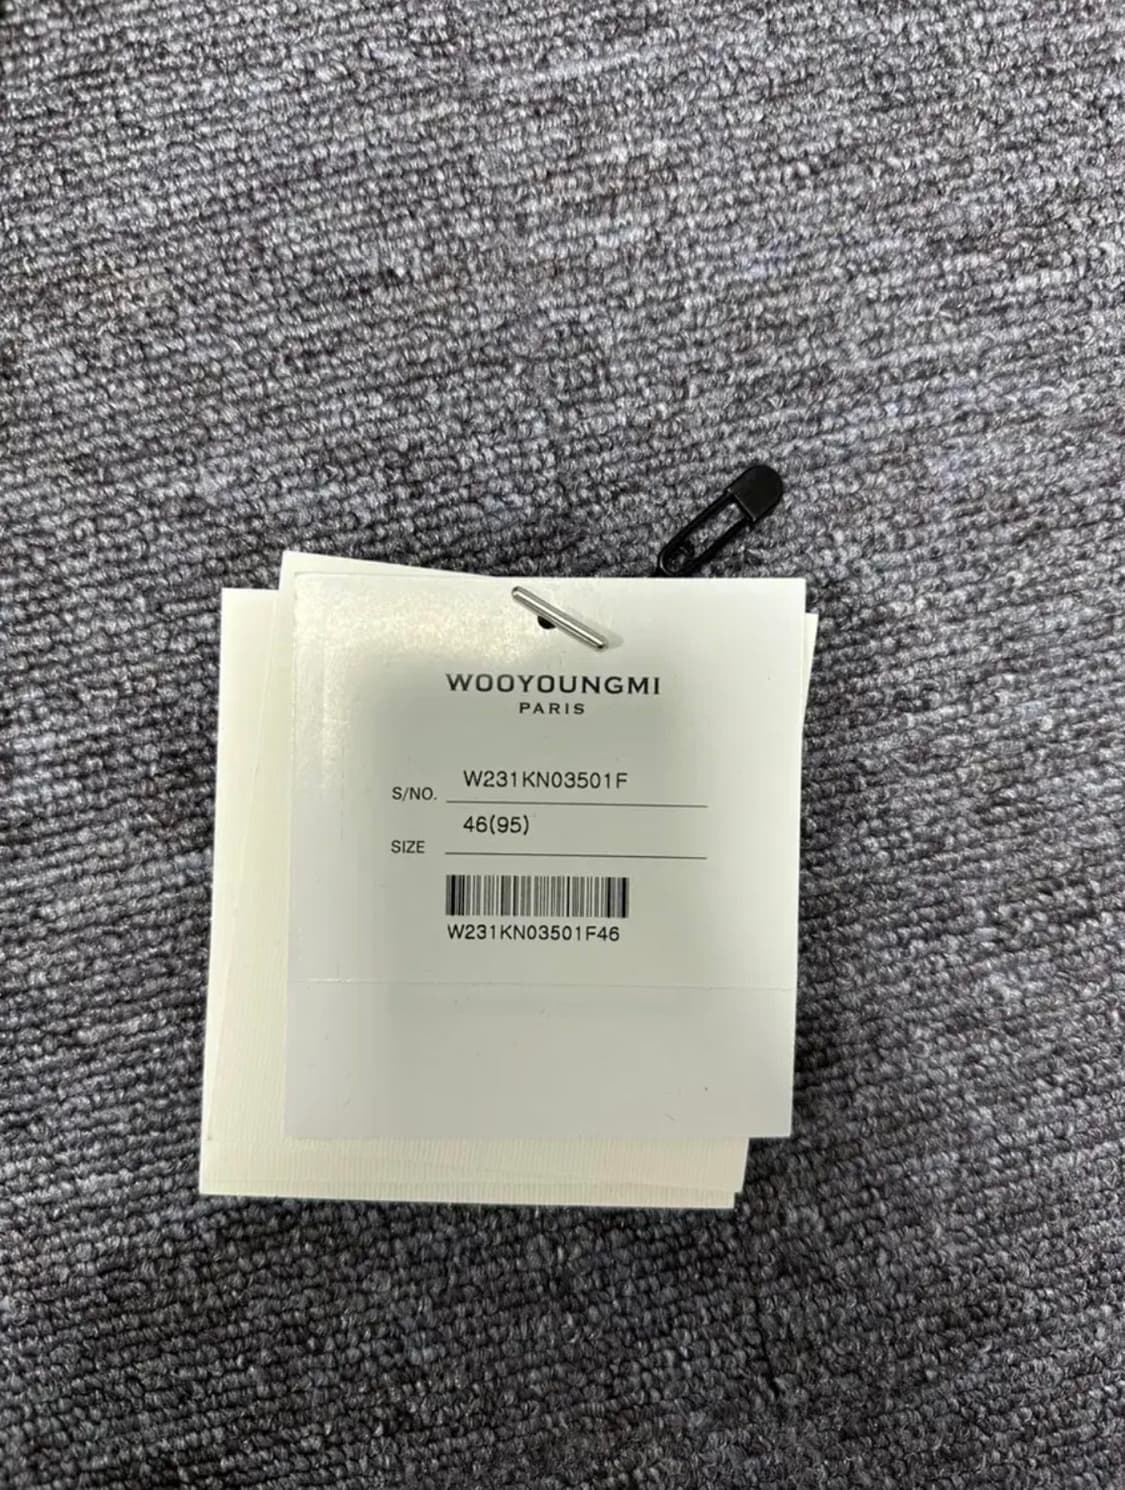 WOOYOUNGMI
PARIS
S/NO. W231KN03501F
SIZE 46(95)
W231KN03501F46